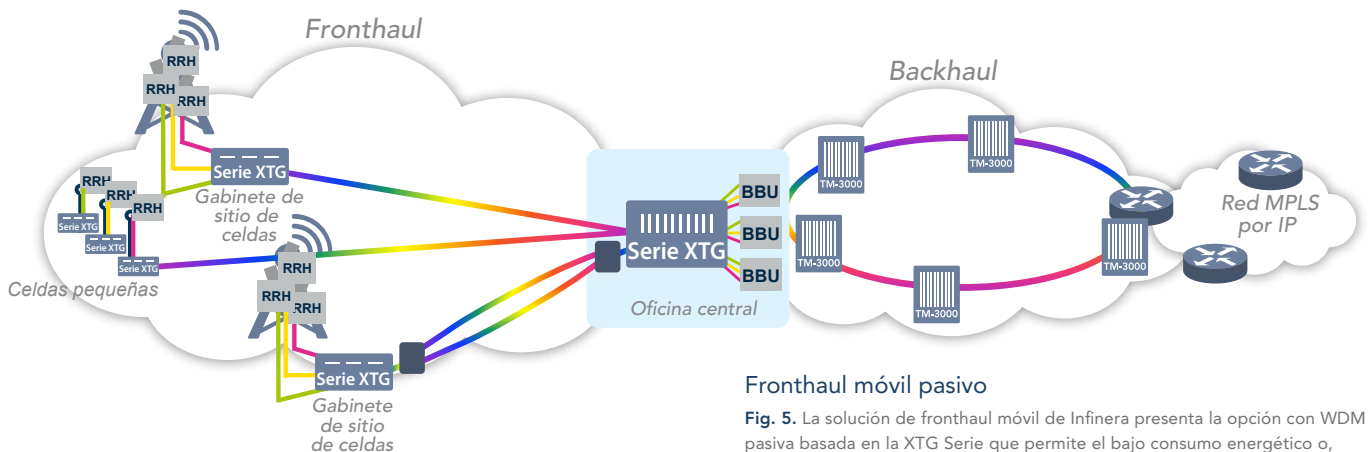 Fronthaul
Backhaul
RRH
RRH
RRH
Serie XTG
Gabinete de
sitio de
celdas
RRH
RRH
RRH
Serie XTG
Serie XTG
Serie XTG
Celdas pequeñas
RRH
RRH
RRH
Serie XTG
Gabinete
de sitio
de celdas
Serie XTG
BBU
BBU
BBU
Oficina central
TM-3000
TM-3000
TM-3000
TM-3000
TM-3000
Red MPLS
por IP
Fronthaul móvil pasivo
Fig. 5. La solución de fronthaul móvil de Infinera presenta la opción con WDM
pasiva basada en la XTG Serie que permite el bajo consumo energético o,